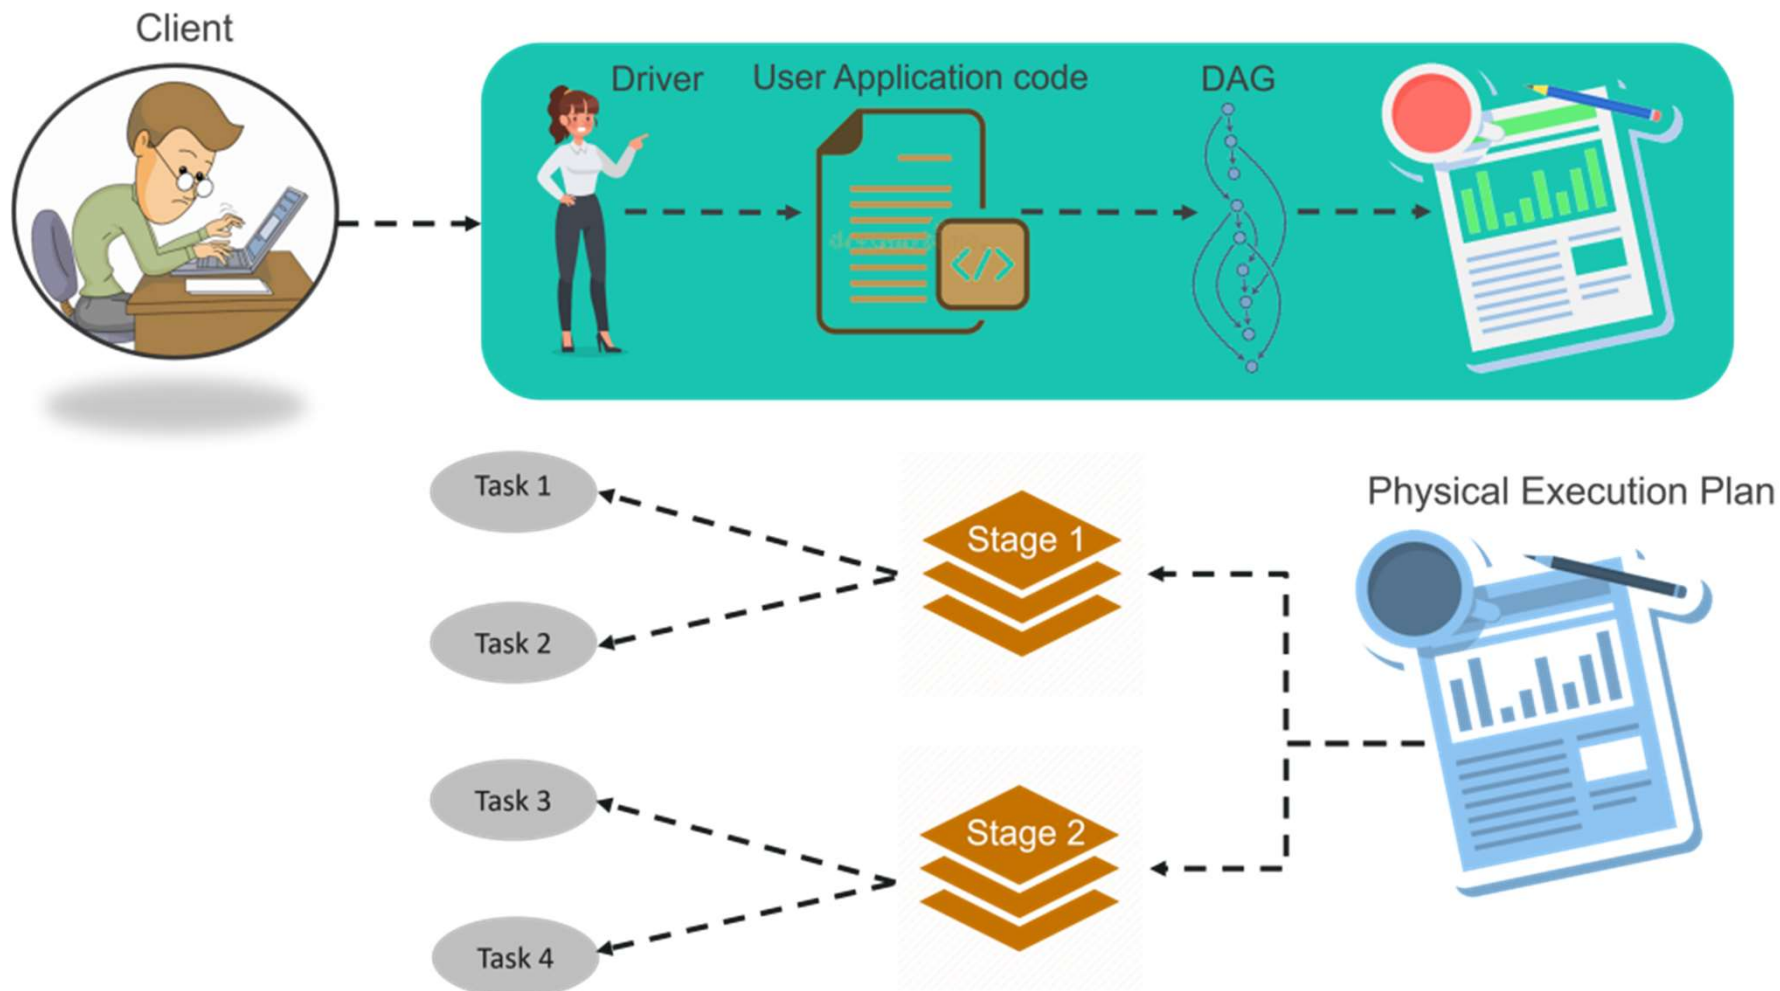 Client
Driver
User Application code
DAG
Physical Execution Plan
Task 1
Stage 1
Task 2
Task 3
Stage 2
Task 4